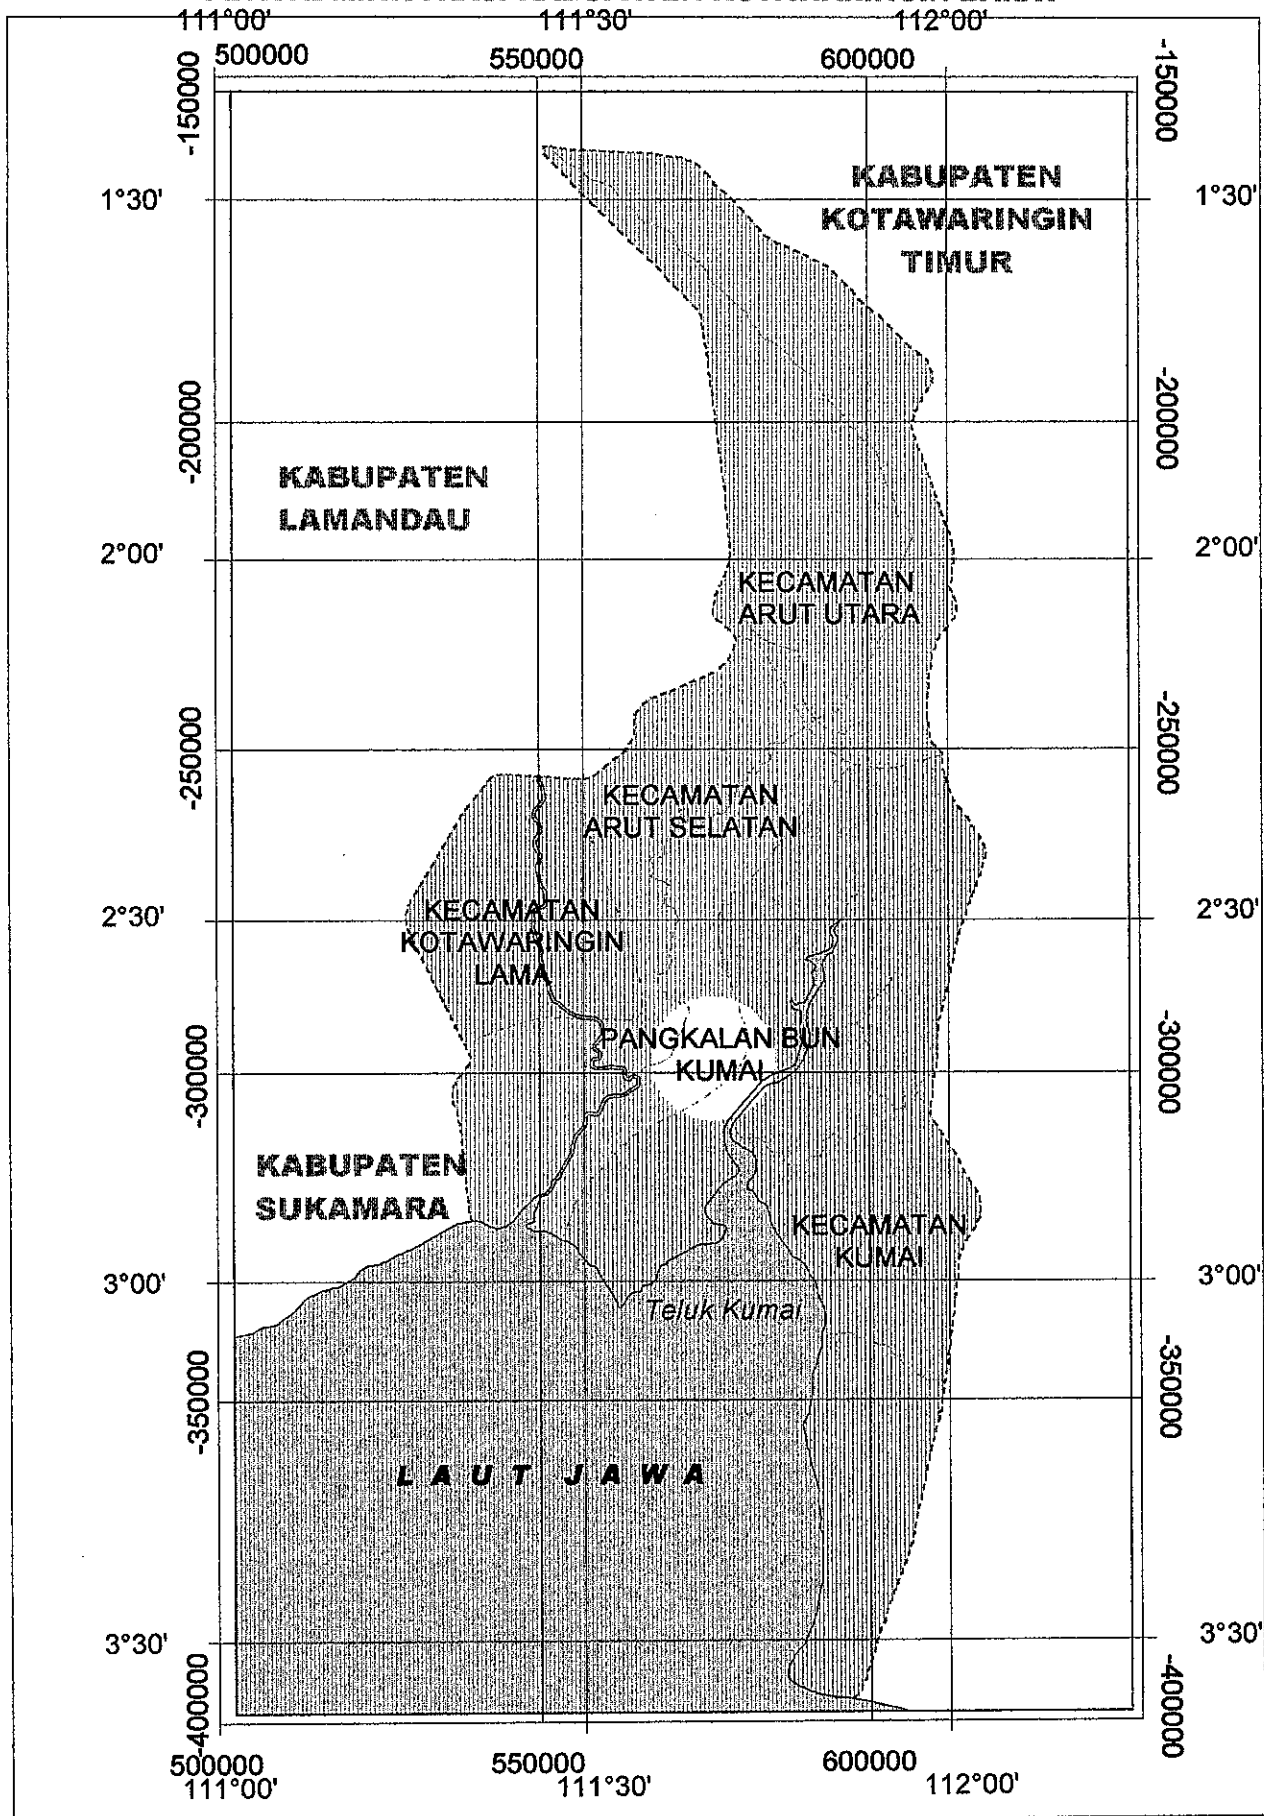 111°00' 111°30' 112°00'
500000 550000 600000
-150000 -150000
KABUPATEN
KOTAWARINGIN
TIMUR
1°30' 1°30'
-200000 -200000
KABUPATEN
LAMANDAU
2°00' 2°00'
KECAMATAN
ARUT UTARA
-250000 -250000
KECAMATAN
ARUT SELATAN
2°30' 2°30'
KECAMATAN
KOTAWARINGIN
LAMA
PANGKALAN BUN
KUMAI
-300000 -300000
KABUPATEN
SUKAMARA
KECAMATAN
KUMAI
3°00' 3°00'
Teluk Kumai
-350000 -350000
LAUT JAWA
3°30' 3°30'
-400000 -400000
500000 550000 600000
111°00' 111°30' 112°00'